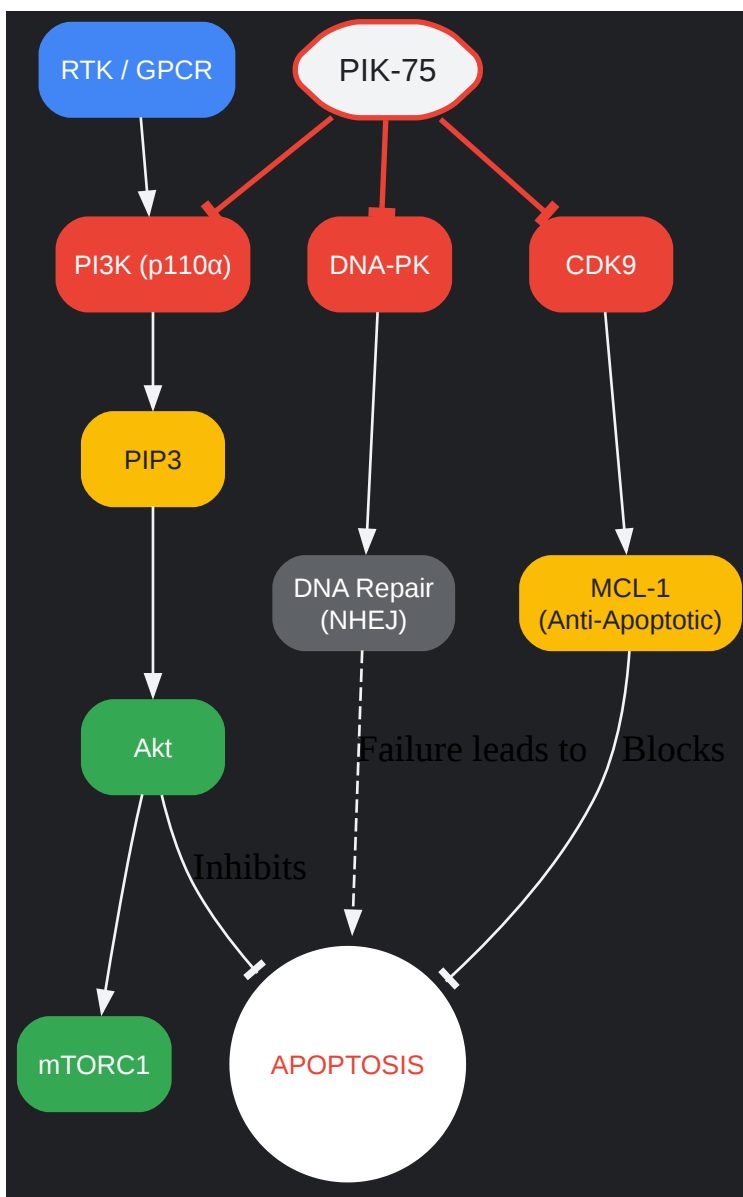 RTK / GPCR
PIK-75
PI3K (p110α)
DNA-PK
CDK9
PIP3
DNA Repair
(NHEJ)
MCL-1
(Anti-Apoptotic)
Akt
Failure leads to
Blocks
Inhibits
mTORC1
APOPTOSIS